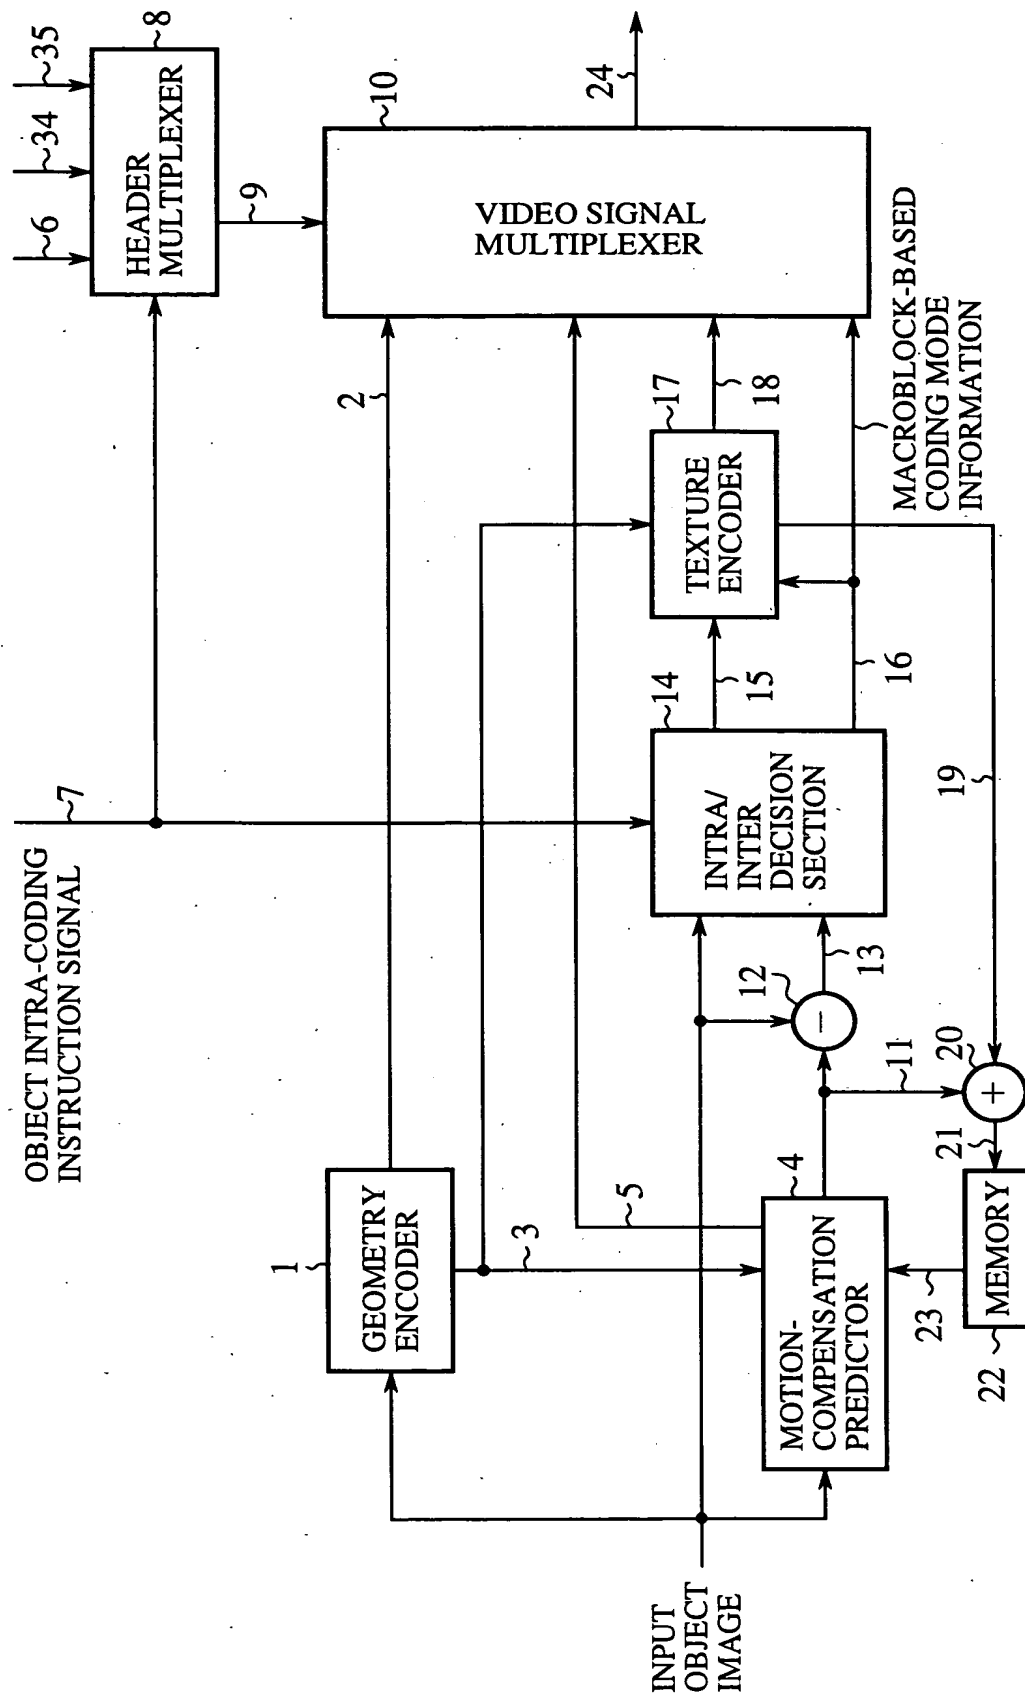 OBJECT INTRA-CODING
INSTRUCTION SIGNAL
7
6
34
35
HEADER
MULTIPLEXER
8
9
1
GEOMETRY
ENCODER
2
3
5
VIDEO SIGNAL
MULTIPLEXER
10
24
INPUT
OBJECT
IMAGE
MOTION-
COMPENSATION
PREDICTOR
4
11
12
−
13
INTRA/
INTER
DECISION
SECTION
14
15
16
TEXTURE
ENCODER
17
18
MACROBLOCK-BASED
CODING MODE
INFORMATION
19
20
+
21
MEMORY
22
23